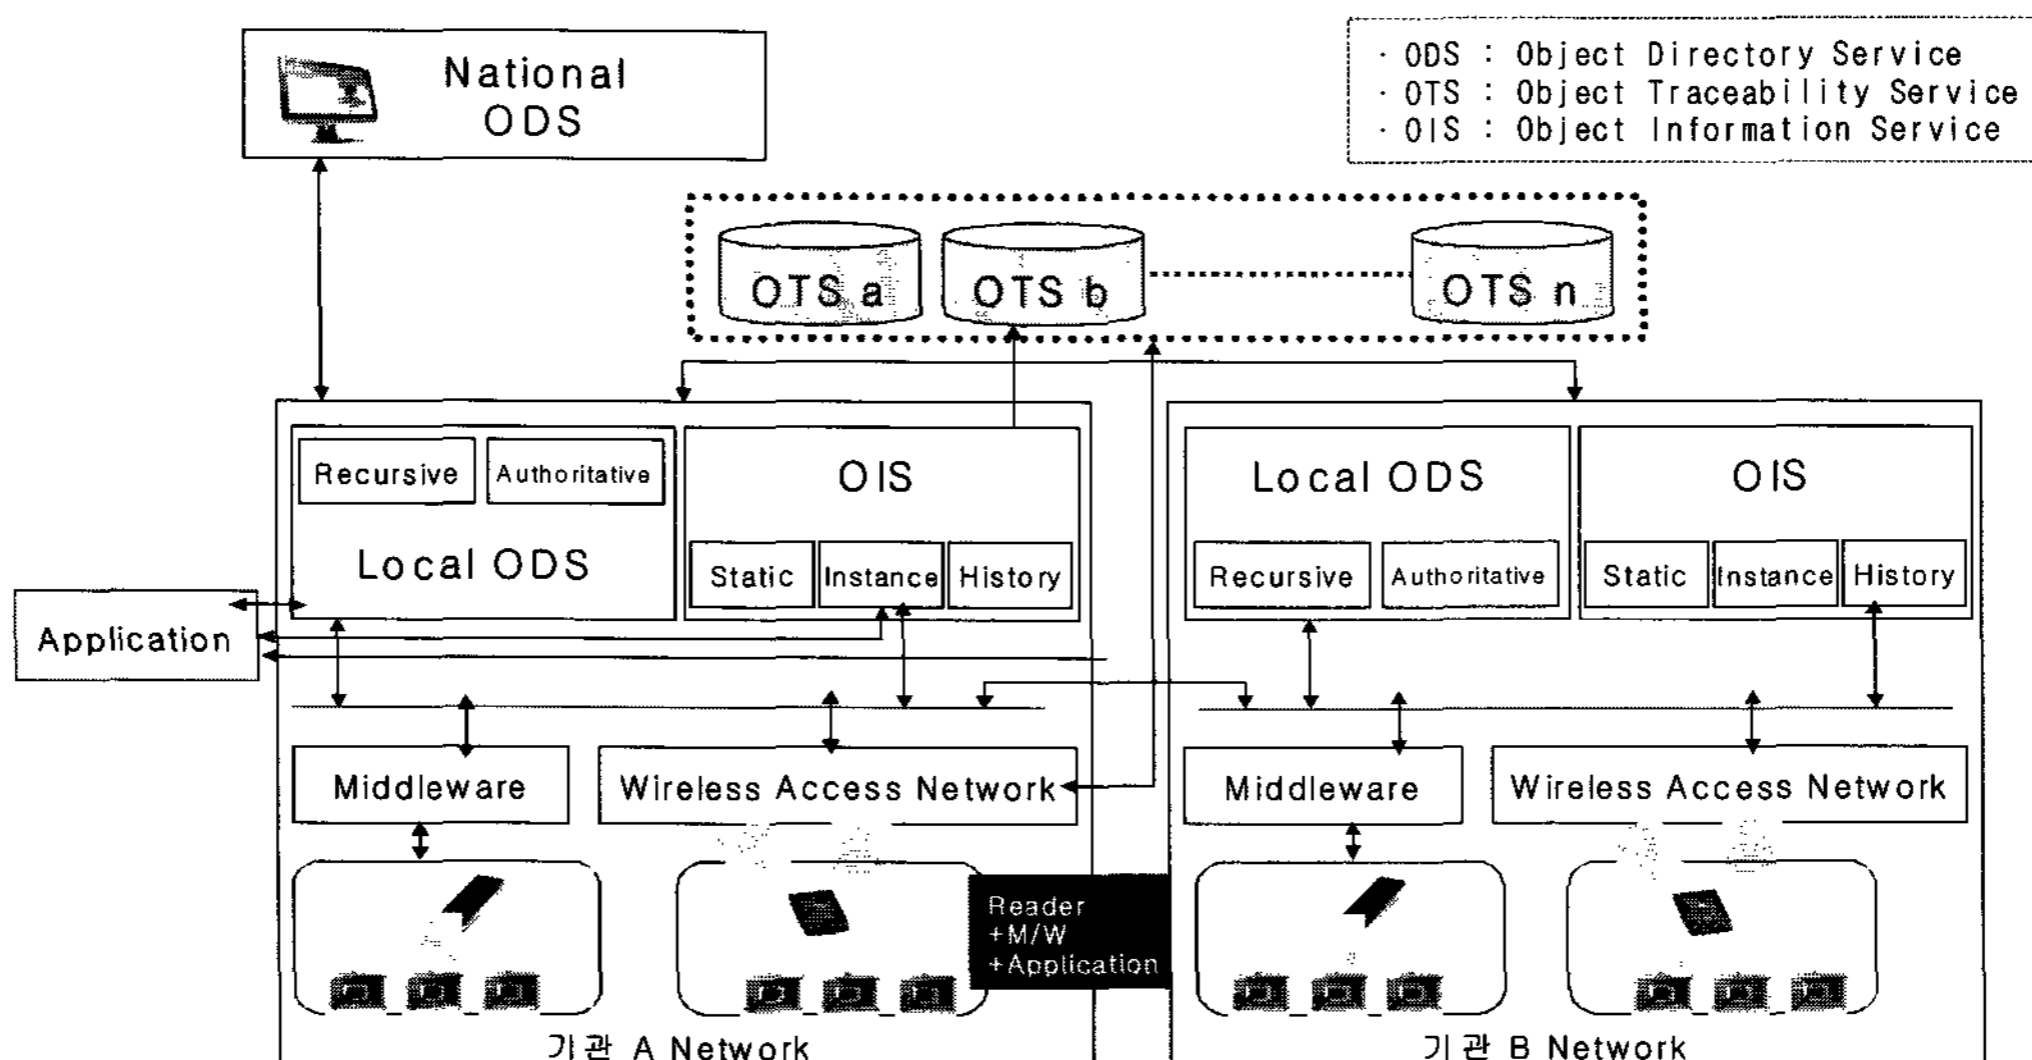 National
ODS
· ODS : Object Directory Service
· OTS : Object Traceability Service
· OIS : Object Information Service
OTS a
OTS b
OTS n
Recursive
Authoritative
Local ODS
OIS
Static
Instance
History
Local ODS
OIS
Recursive
Authoritative
Static
Instance
History
Application
Middleware
Wireless Access Network
Middleware
Wireless Access Network
Reader
+M/W
+Application
기관 A Network
기관 B Network